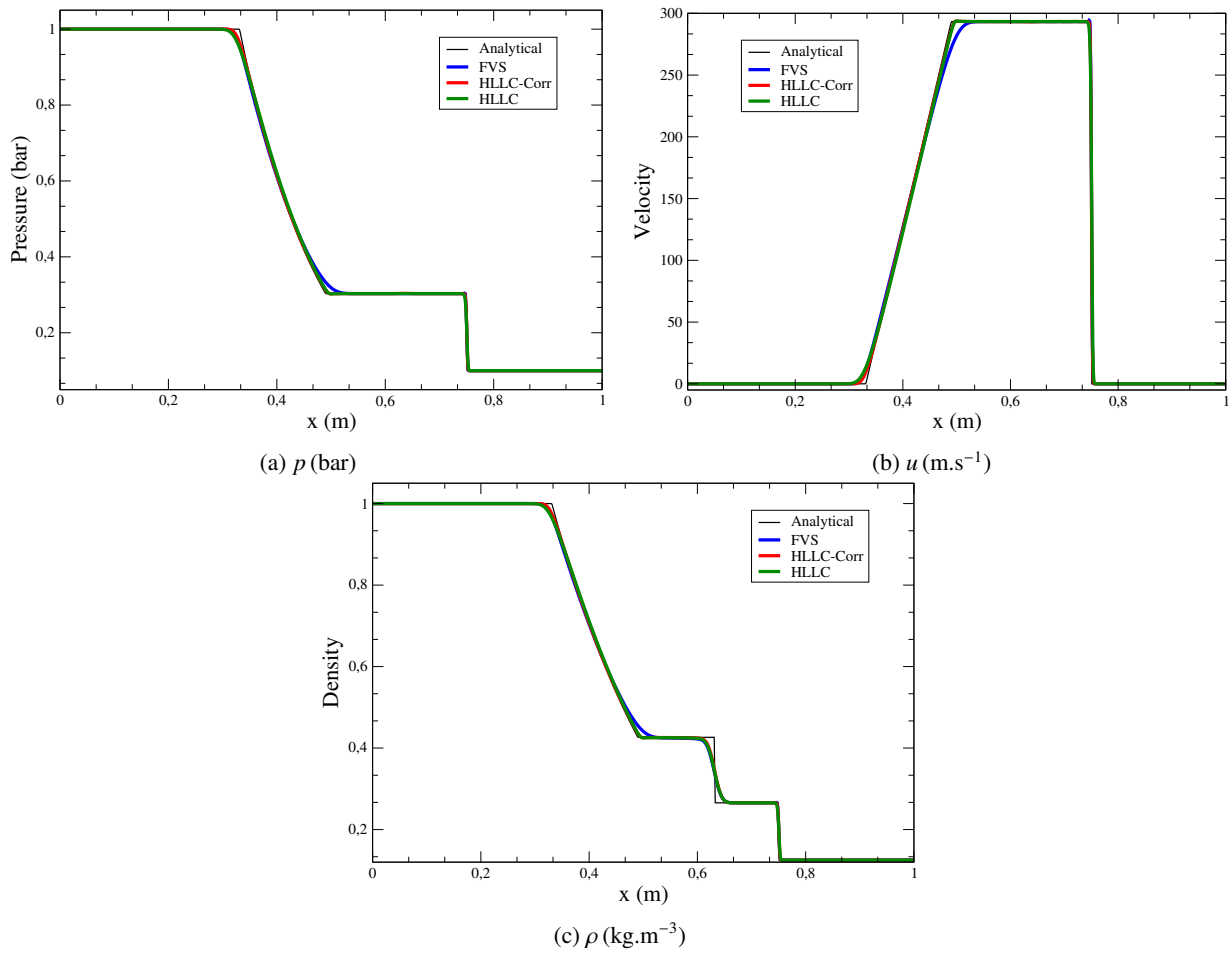 Pressure (bar)
1
0,8
0,6
0,4
0,2
0
0,2
0,4
0,6
0,8
1
x (m)
Analytical
FVS
HLLC-Corr
HLLC
(a) p (bar)
Velocity
300
250
200
150
100
50
0
0
0,2
0,4
0,6
0,8
1
x (m)
Analytical
FVS
HLLC-Corr
HLLC
(b) u (m.s⁻¹)
Density
1
0,8
0,6
0,4
0,2
0
0,2
0,4
0,6
0,8
1
x (m)
Analytical
FVS
HLLC-Corr
HLLC
(c) ρ (kg.m⁻³)